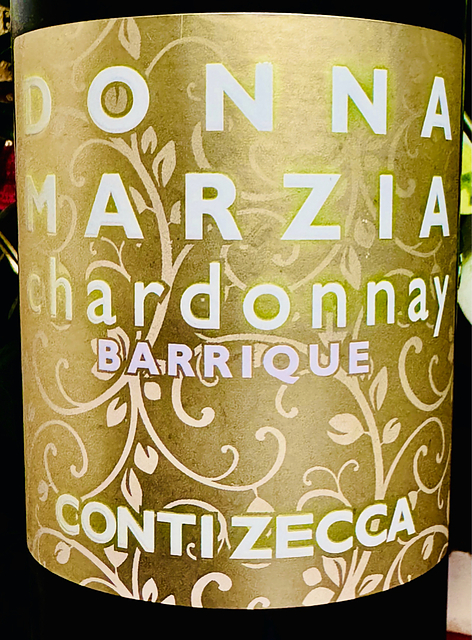 DONNA
MARZIA
chardonnay
BARRIQUE
CONTI ZECCA